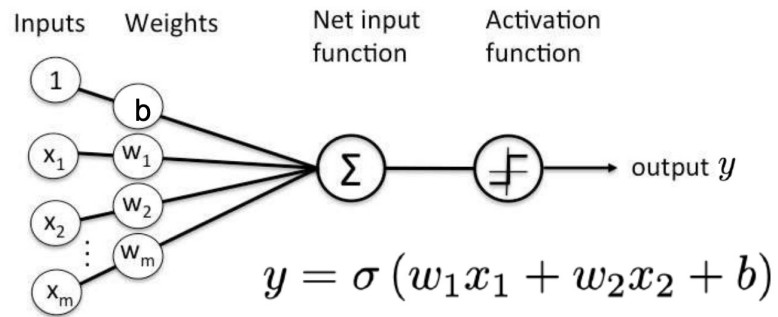 Inputs Weights Net input function Activation function
1 b
x₁ w₁ Σ output y
x₂ w₂
⋮ wₘ
xₘ
y = σ (w₁x₁ + w₂x₂ + b)